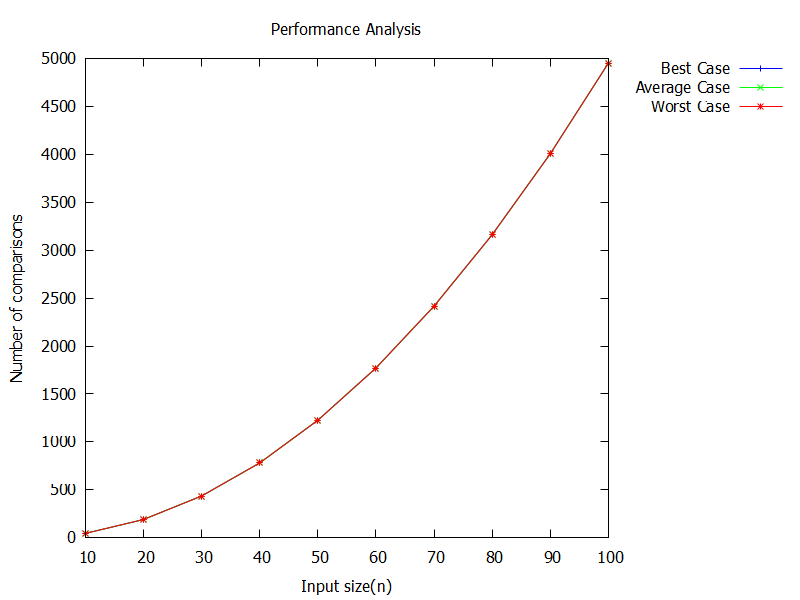 Performance Analysis
5000
4500
4000
3500
3000
2500
2000
1500
1000
500
0
10 20 30 40 50 60 70 80 90 100
Number of comparisons
Input size(n)
Best Case
Average Case
Worst Case